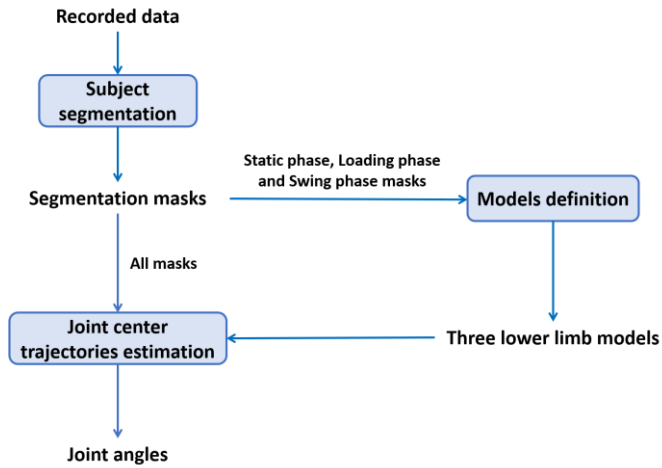 Recorded data
Subject
segmentation
Static phase, Loading phase
and Swing phase masks
Segmentation masks
Models definition
All masks
Joint center
trajectories estimation
Three lower limb models
Joint angles